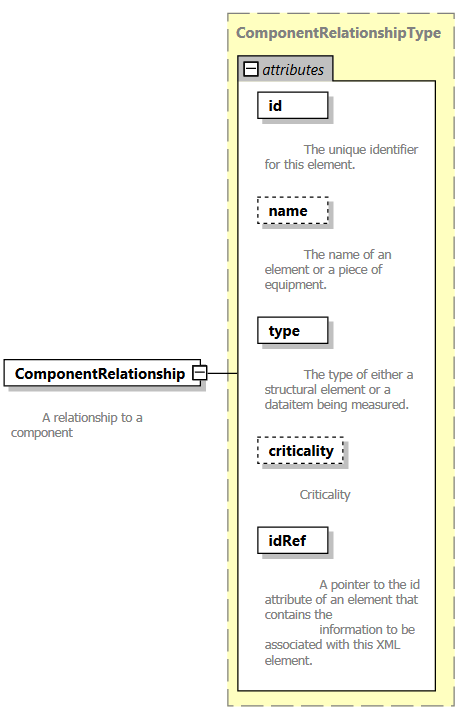 ComponentRelationshipType
attributes
id
The unique identifier
for this element.
name
The name of an
element or a piece of
equipment.
type
The type of either a
structural element or a
dataitem being measured.
ComponentRelationship
A relationship to a
component
criticality
Criticality
idRef
A pointer to the id
attribute of an element that
contains the
information to be
associated with this XML
element.